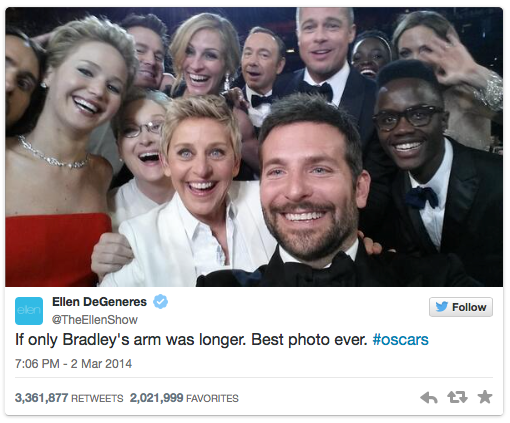 ellen
Ellen DeGeneres
@TheEllenShow
Follow
If only Bradley's arm was longer. Best photo ever. #oscars
7:06 PM - 2 Mar 2014
3,361,877 RETWEETS 2,021,999 FAVORITES